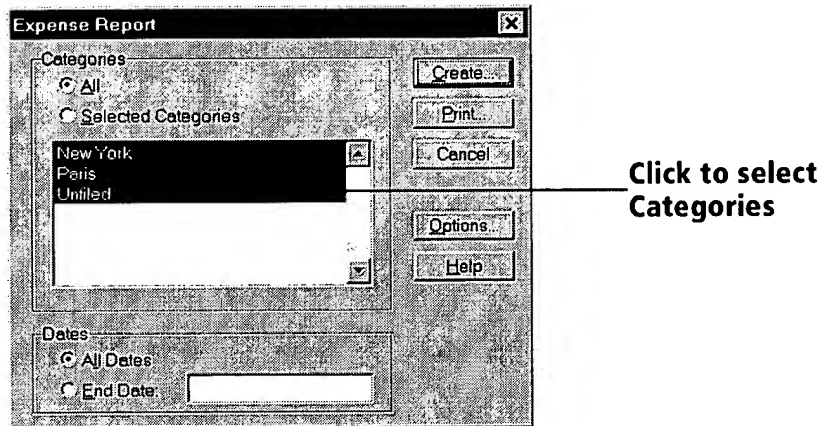 Expense Report
Categories
All
Selected Categories
New York
Paris
Unfiled
Dates
All Dates
End Date:
Create...
Print...
Cancel
Options...
Help
Click to select
Categories